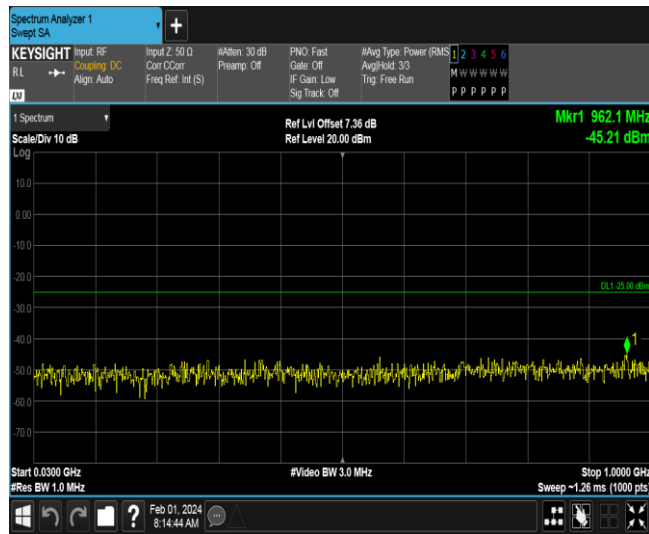 Spectrum Analyzer 1
Swept SA
+
KEYSIGHT
RL
LXI
Input: RF
Coupling: DC
Align: Auto
Input Z: 50 Ω
Corr CCorr
Freq Ref: Int (S)
#Atten: 30 dB
Preamp: Off
PNO: Fast
Gate: Off
IF Gain: Low
Sig Track: Off
#Avg Type: Power (RMS
Avg|Hold: 3/3
Trig: Free Run
1 2 3 4 5 6
M W W W W W
P P P P P P
1 Spectrum
Scale/Div 10 dB
Log
Ref Lvl Offset 7.36 dB
Ref Level 20.00 dBm
Mkr1 962.1 MHz
-45.21 dBm
10.0
0.00
-10.0
-20.0
DL1 -25.00 dBm
-30.0
-40.0
1
-50.0
-60.0
-70.0
Start 0.0300 GHz
#Res BW 1.0 MHz
#Video BW 3.0 MHz
Stop 1.0000 GHz
Sweep ~1.26 ms (1000 pts)
?
Feb 01, 2024
8:14:44 AM